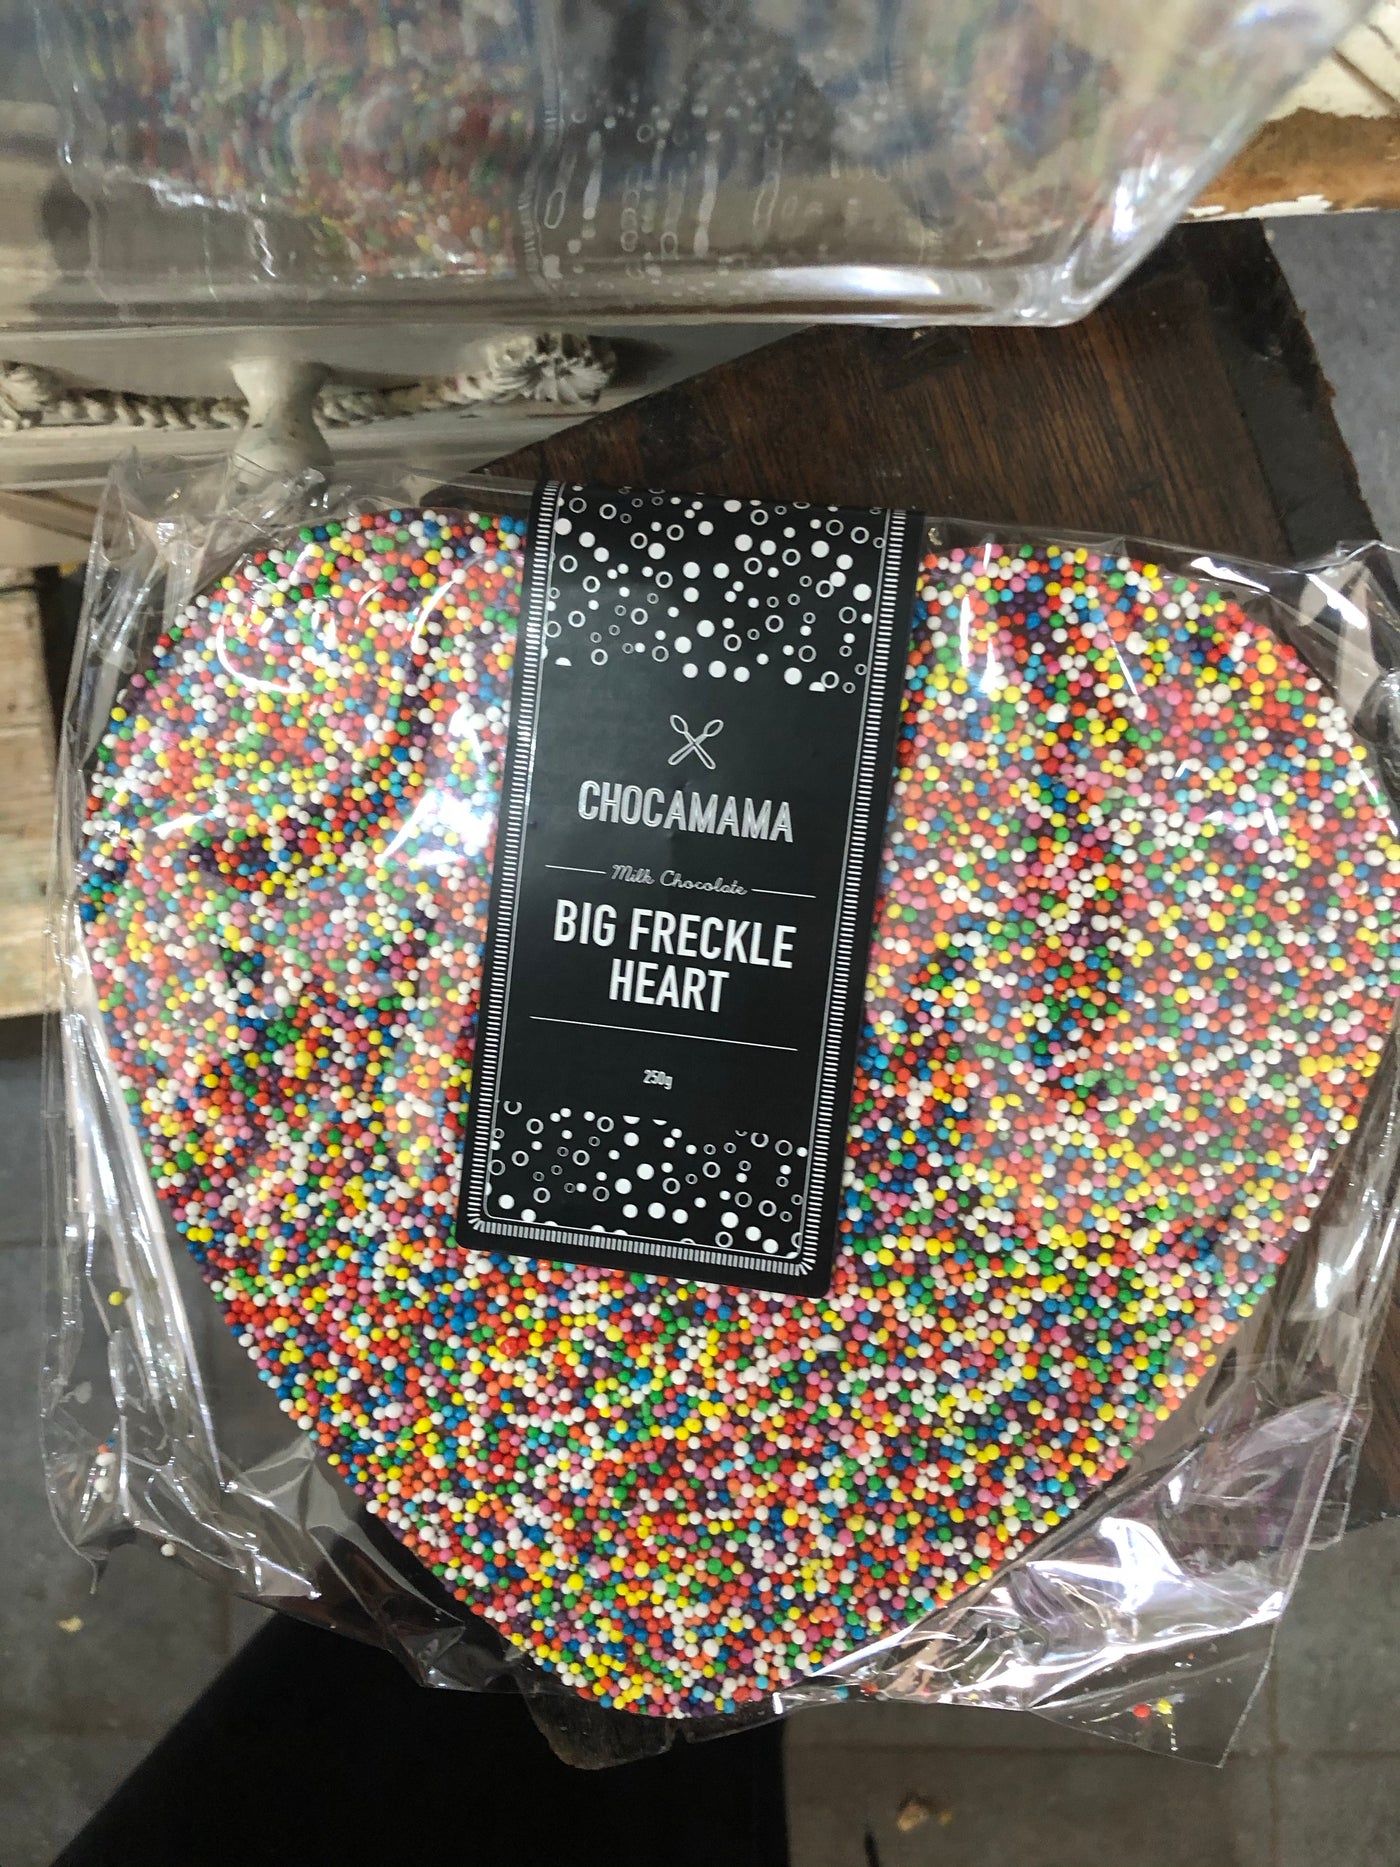 CHOCAMAMA
Milk Chocolate
BIG FRECKLE
HEART
250g